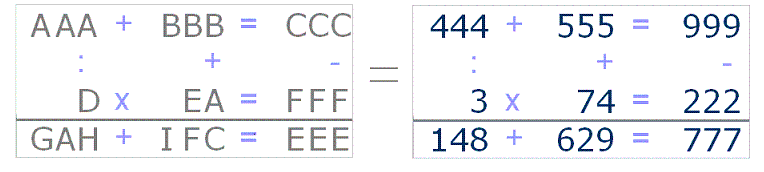 AAA + BBB = CCC = 444 + 555 = 999
: + - : + -
D x EA = FFF 3 x 74 = 222
GAH + IFC = EEE 148 + 629 = 777